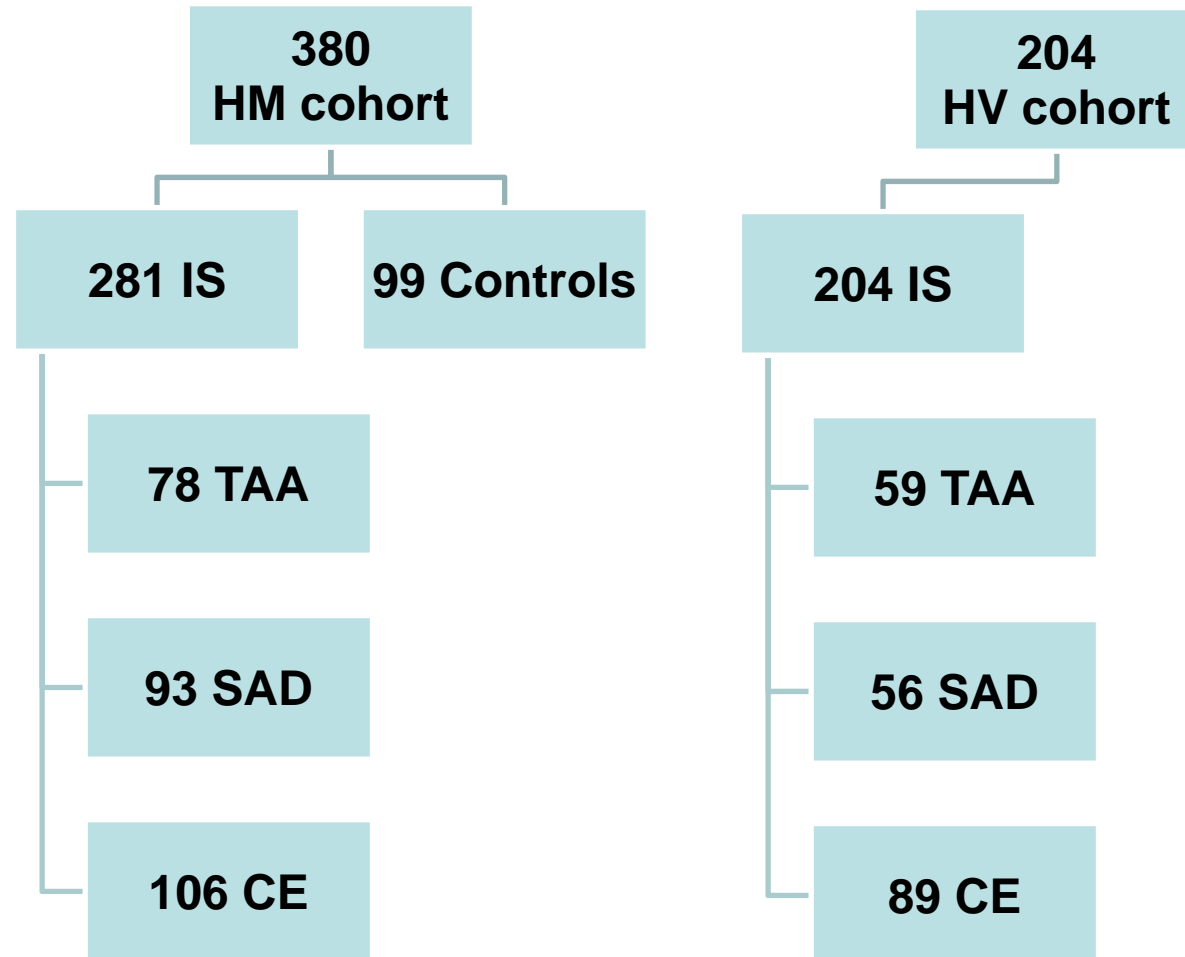 380
HM cohort
281 IS
99 Controls
78 TAA
93 SAD
106 CE
204
HV cohort
204 IS
59 TAA
56 SAD
89 CE